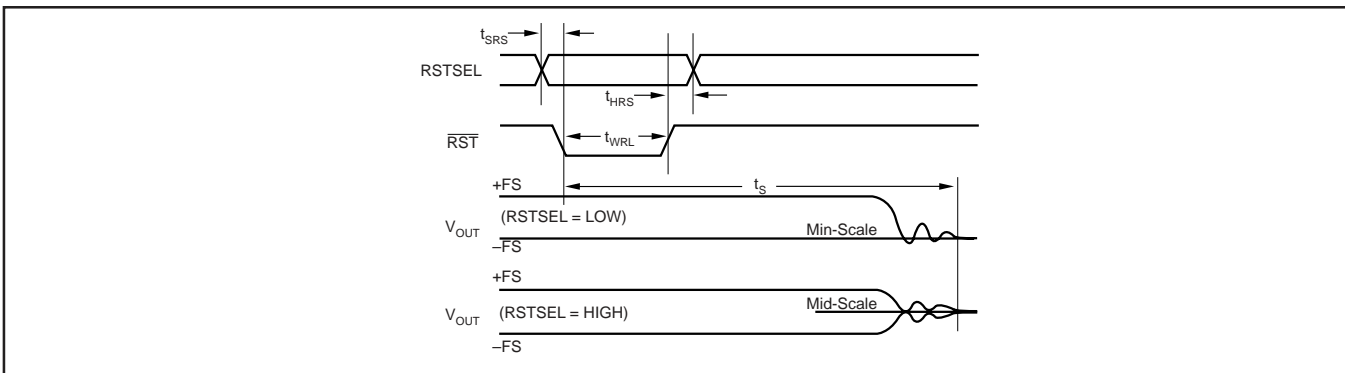 tSRS
RSTSEL
tHRS
RST
tWRL
+FS
tS
(RSTSEL = LOW)
VOUT
Min-Scale
–FS
+FS
Mid-Scale
VOUT
(RSTSEL = HIGH)
–FS